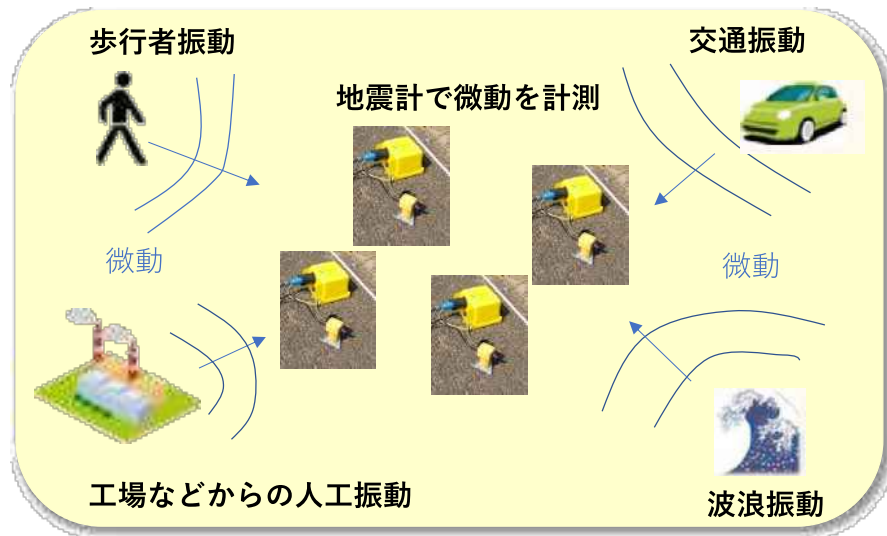 歩行者振動
交通振動
地震計で微動を計測
微動
微動
工場などからの人工振動
波浪振動